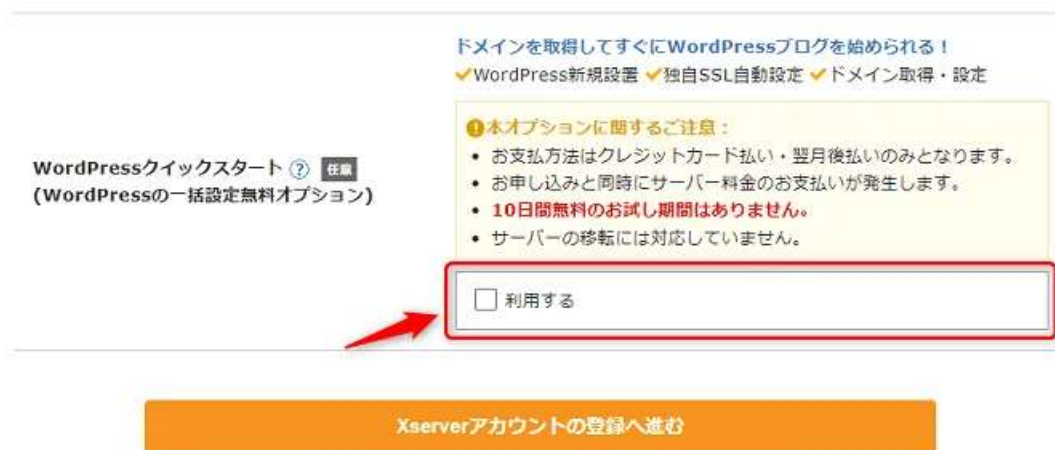 ドメインを取得してすぐにWordPressブログを始められる！
WordPress新規設置 独自SSL自動設定 ドメイン取得・設定
本オプションに関するご注意：
お支払方法はクレジットカード払い・翌月後払いのみとなります。
お申し込みと同時にサーバー料金のお支払いが発生します。
10日間無料のお試し期間はありません。
サーバーの移転には対応していません。
WordPressクイックスタート ? 任意
(WordPressの一括設定無料オプション)
利用する
Xserverアカウントの登録へ進む